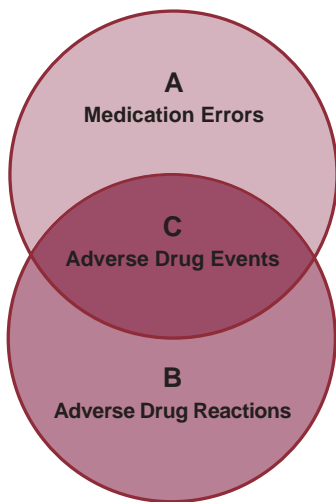 A
Medication Errors
C
Adverse Drug Events
B
Adverse Drug Reactions